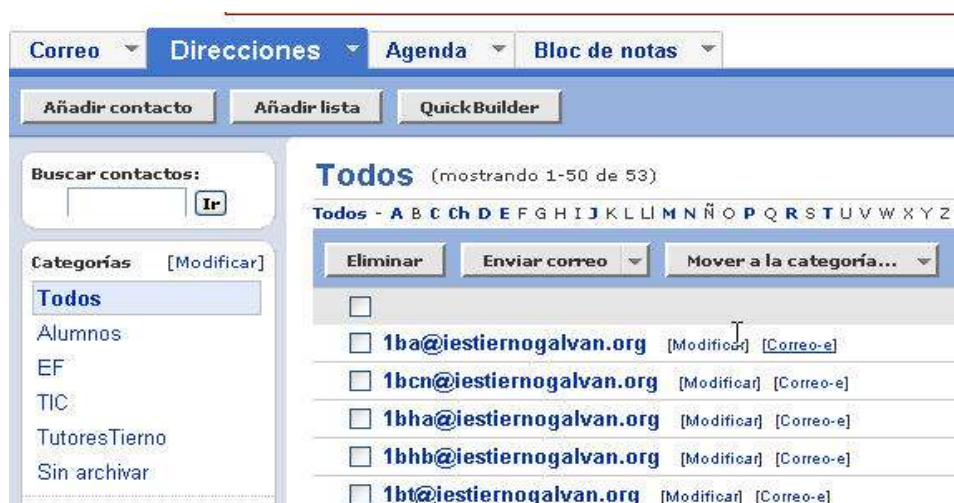 Correo Direcciones Agenda Bloc de notas
Añadir contacto Añadir lista QuickBuilder
Buscar contactos:
Ir
Categorías [Modificar]
Todos
Alumnos
EF
TIC
TutoresTierno
Sin archivar
Todos (mostrando 1-50 de 53)
Todos - A B C Ch D E F G H I J K L Ll M N Ñ O P Q R S T U V W X Y Z
Eliminar Enviar correo Mover a la categoría...
1ba@iestiernogalvan.org [Modificar] [Correo-e]
1bcn@iestiernogalvan.org [Modificar] [Correo-e]
1bha@iestiernogalvan.org [Modificar] [Correo-e]
1bhb@iestiernogalvan.org [Modificar] [Correo-e]
1bt@iestiernogalvan.org [Modificar] [Correo-e]